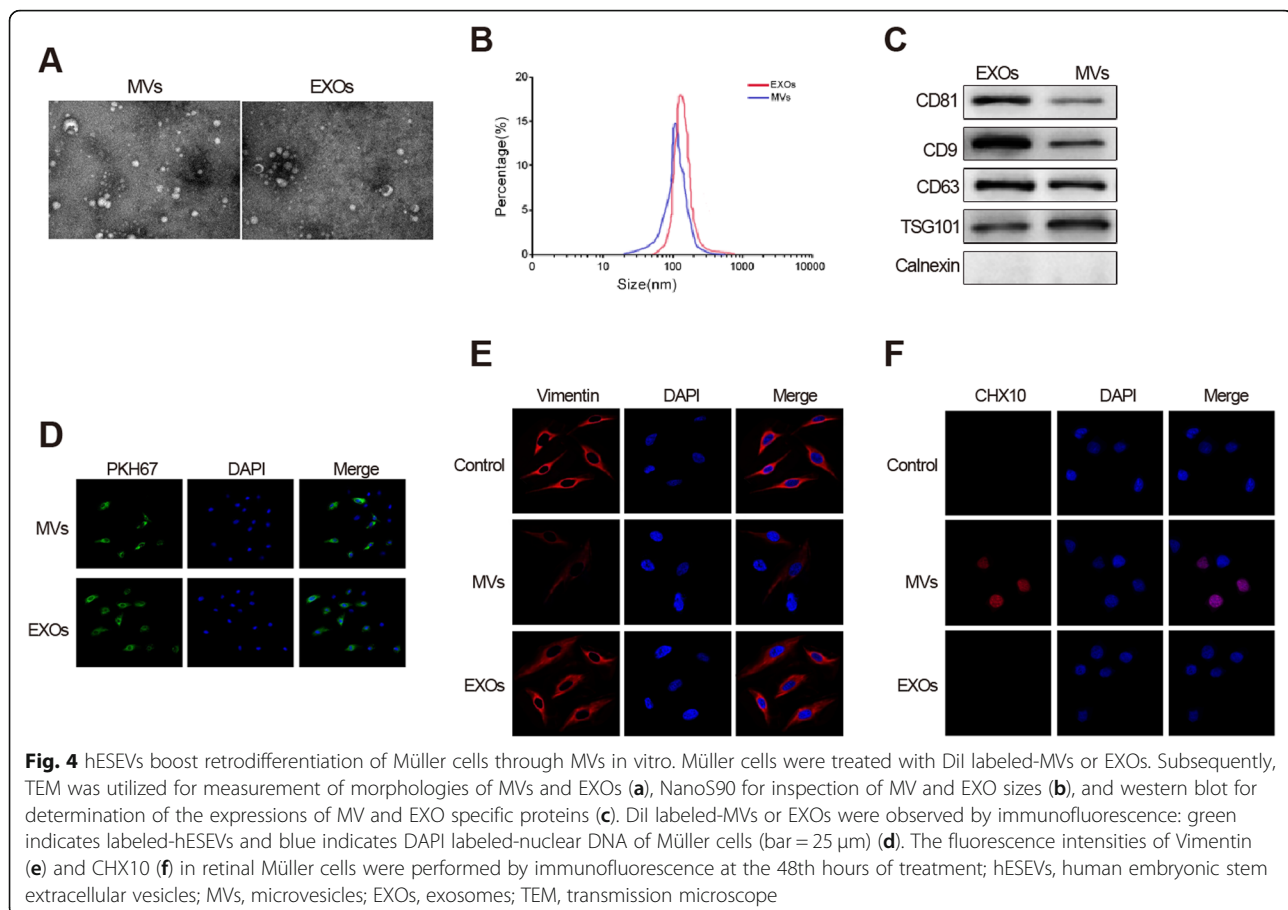 A
MVs EXOs
B
20
15
10
5
0
Percentage(%)
EXOs
MVs
0 10 100 1000 10000
Size(nm)
C
EXOs MVs
CD81
CD9
CD63
TSG101
Calnexin
D
PKH67 DAPI Merge
MVs
EXOs
E
Vimentin DAPI Merge
Control
MVs
EXOs
F
CHX10 DAPI Merge
Control
MVs
EXOs
Fig. 4 hESEVs boost retrodifferentiation of Müller cells through MVs in vitro. Müller cells were treated with DiI labeled-MVs or EXOs. Subsequently,
TEM was utilized for measurement of morphologies of MVs and EXOs (a), NanoS90 for inspection of MV and EXO sizes (b), and western blot for
determination of the expressions of MV and EXO specific proteins (c). DiI labeled-MVs or EXOs were observed by immunofluorescence: green
indicates labeled-hESEVs and blue indicates DAPI labeled-nuclear DNA of Müller cells (bar = 25 μm) (d). The fluorescence intensities of Vimentin
(e) and CHX10 (f) in retinal Müller cells were performed by immunofluorescence at the 48th hours of treatment; hESEVs, human embryonic stem
extracellular vesicles; MVs, microvesicles; EXOs, exosomes; TEM, transmission microscope